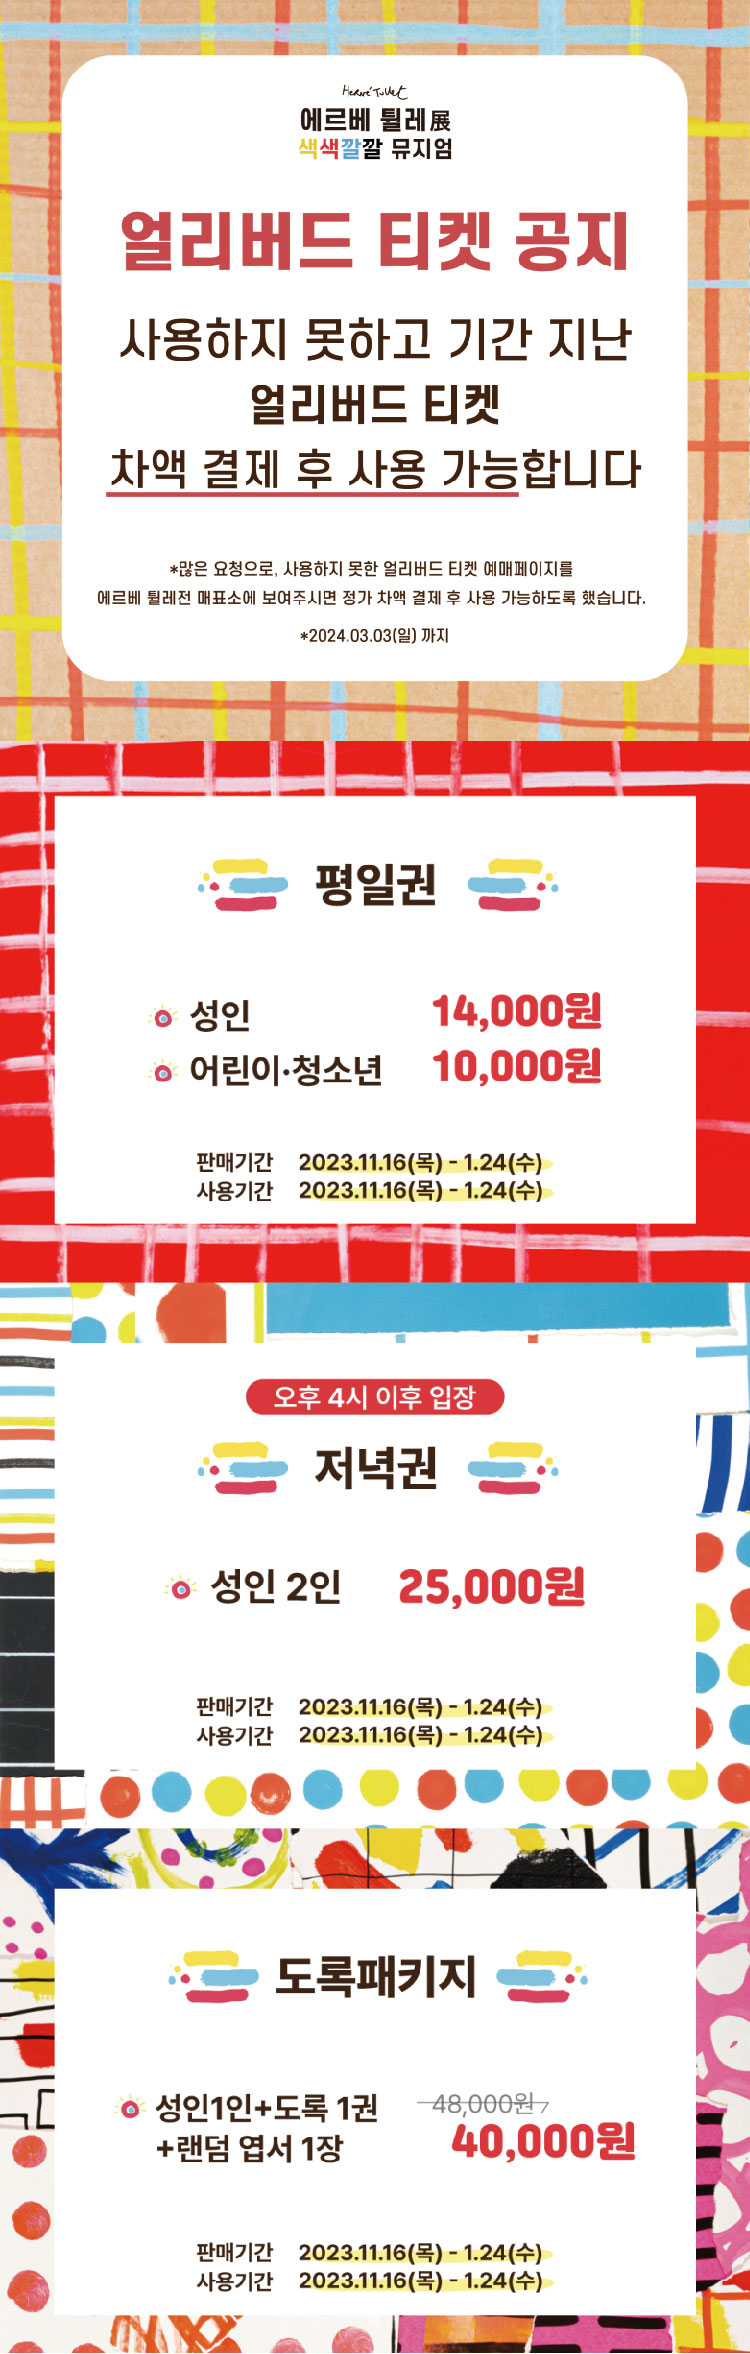 Hervé Tullet
에르베 튈레展
색색깔깔 뮤지엄
얼리버드 티켓 공지
사용하지 못하고 기간 지난
얼리버드 티켓
차액 결제 후 사용 가능합니다
*많은 요청으로, 사용하지 못한 얼리버드 티켓 예매페이지를
에르베 튈레전 매표소에 보여주시면 정가 차액 결제 후 사용 가능하도록 했습니다.
*2024.03.03(일) 까지
평일권
성인 14,000원
어린이·청소년 10,000원
판매기간 2023.11.16(목) - 1.24(수)
사용기간 2023.11.16(목) - 1.24(수)
오후 4시 이후 입장
저녁권
성인 2인 25,000원
판매기간 2023.11.16(목) - 1.24(수)
사용기간 2023.11.16(목) - 1.24(수)
도록패키지
성인1인+도록 1권 48,000원
+랜덤 엽서 1장 40,000원
판매기간 2023.11.16(목) - 1.24(수)
사용기간 2023.11.16(목) - 1.24(수)